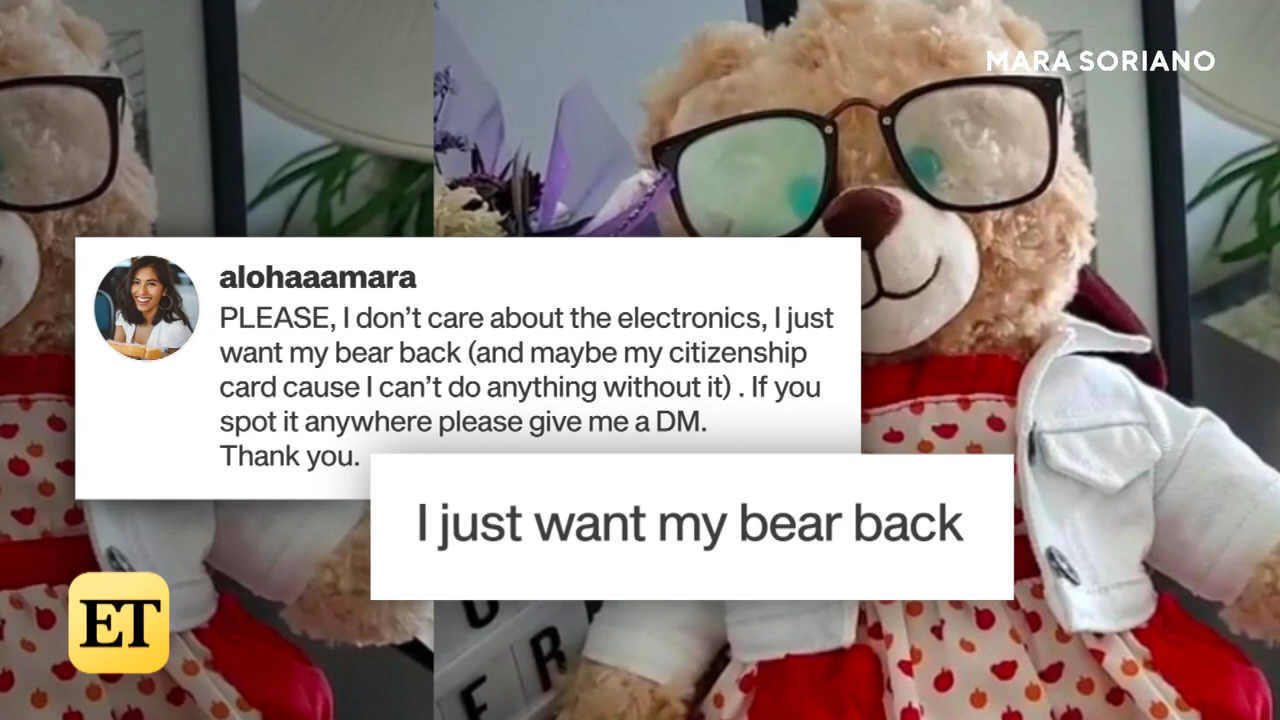 MARA SORIANO
alohaaamara
PLEASE, I don’t care about the electronics, I just
want my bear back (and maybe my citizenship
card cause I can’t do anything without it) . If you
spot it anywhere please give me a DM.
Thank you.
I just want my bear back
ET
ER